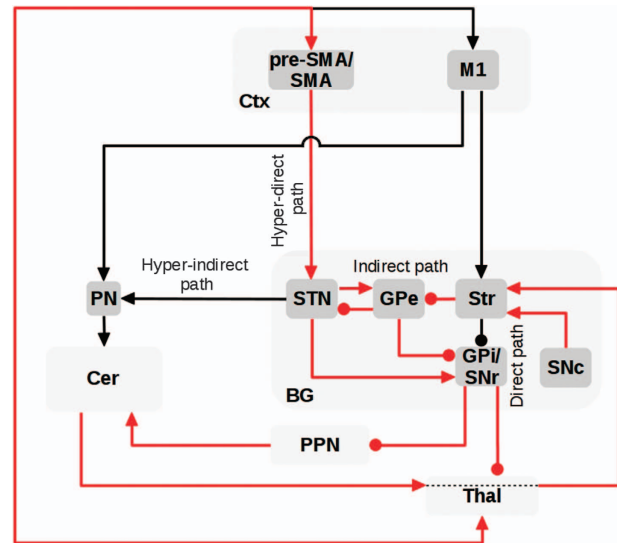 pre-SMA/
SMA
M1
Ctx
Hyper-direct
path
Hyper-indirect
path
Indirect path
PN
STN
GPe
Str
Cer
GPi/
SNr
Direct path
SNc
BG
PPN
Thal